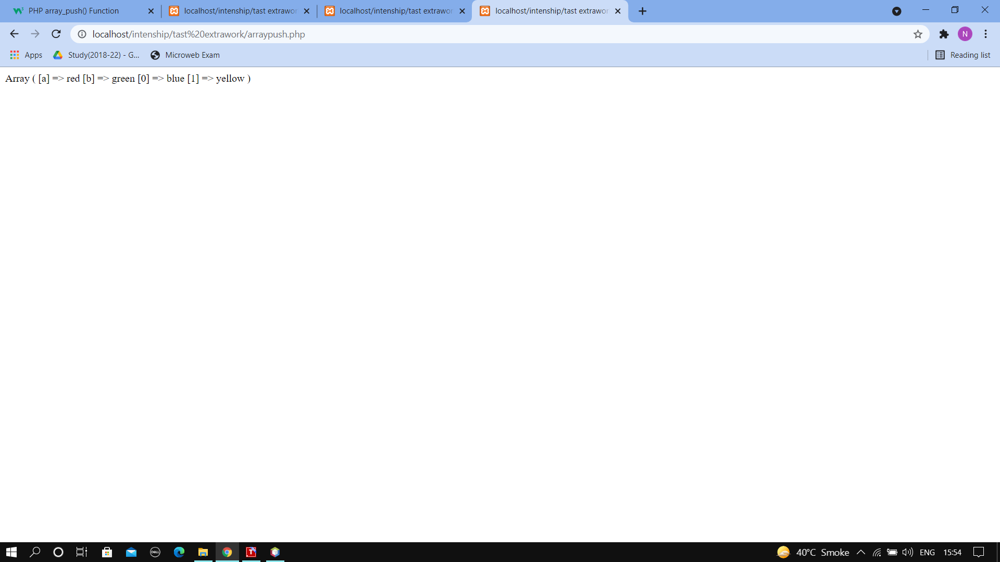 PHP array_push() Function
localhost/intenship/tast extrawor
localhost/intenship/tast extrawor
localhost/intenship/tast extrawor
localhost/intenship/tast%20extrawork/arraypush.php
N
Apps
Study(2018-22) - G...
Microweb Exam
Reading list
Array ( [a] => red [b] => green [0] => blue [1] => yellow )
DELL
T
40°C Smoke
ENG
15:54